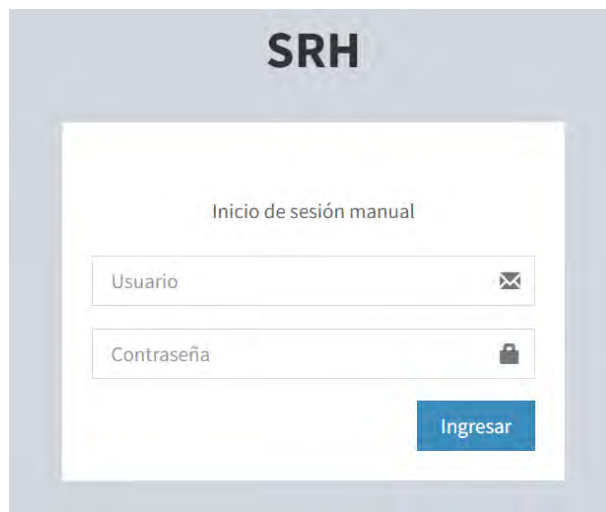 SRH
Inicio de sesión manual
Usuario
Contraseña
Ingresar